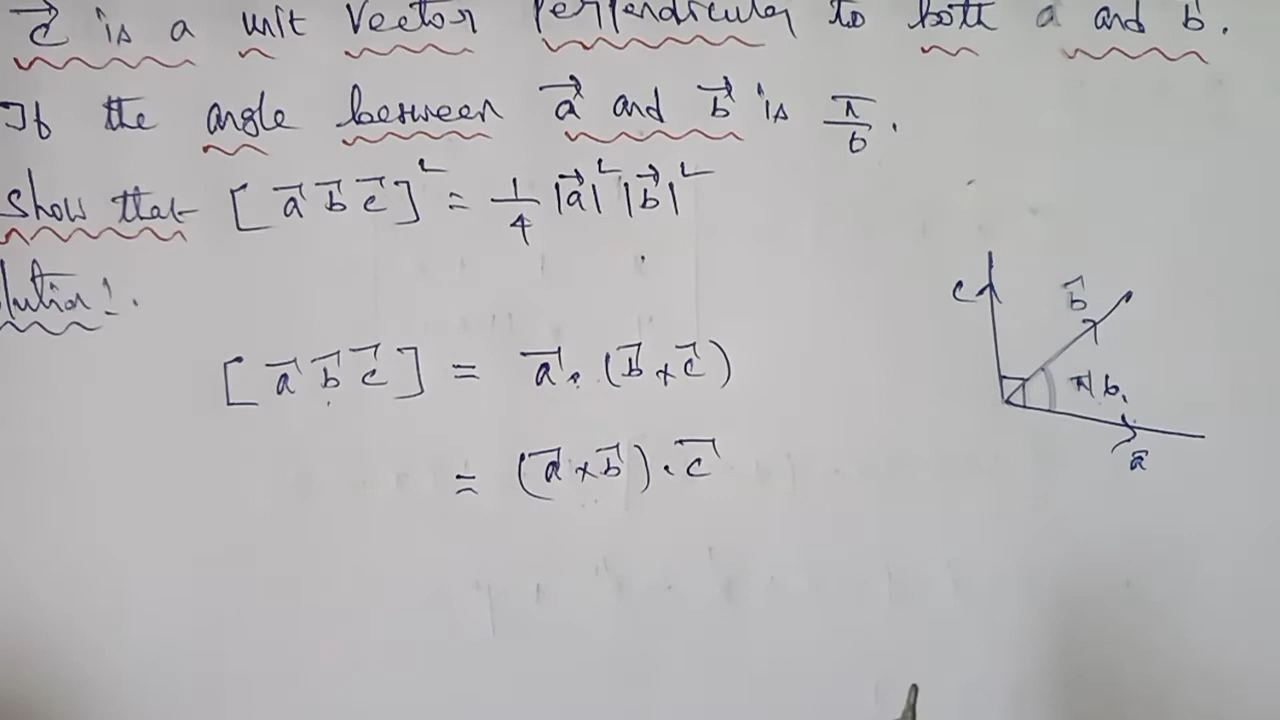 c⃗ is a unit vector perpendicular to both a and b.
If the angle between a⃗ and b⃗ is π/6.
show that [a⃗ b⃗ c⃗]² = 1/4 |a⃗|² |b⃗|²
lution:.
[a⃗ b⃗ c⃗] = a⃗ . (b⃗ × c⃗)
= (a⃗ × b⃗) . c⃗
c
b⃗
π/6.
a⃗